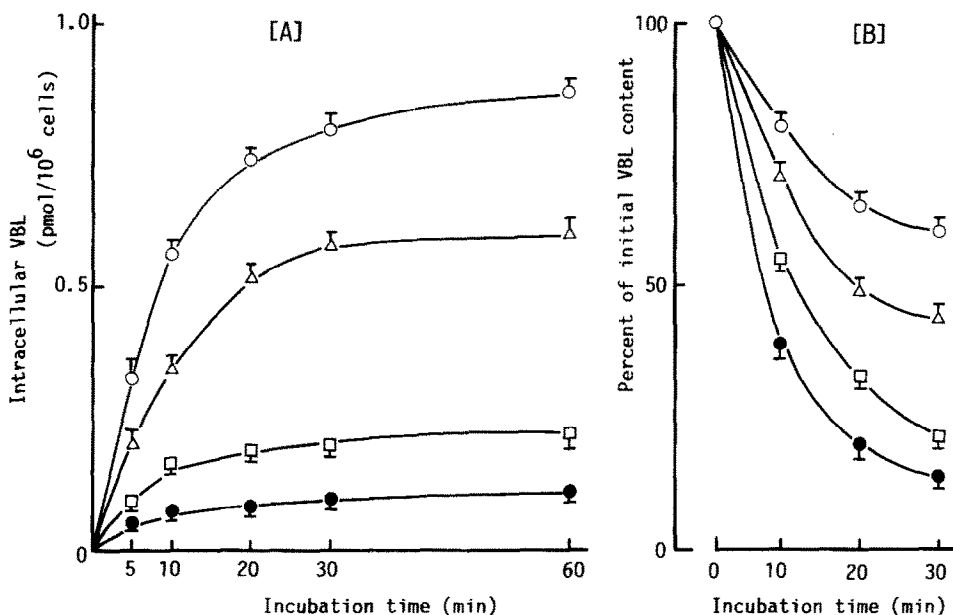 [A]
Intracellular VBL
(pmol/10⁶ cells)
1.0
0.5
0
5 10 20 30 60
Incubation time (min)
[B]
Percent of initial VBL content
100
50
0
0 10 20 30
Incubation time (min)